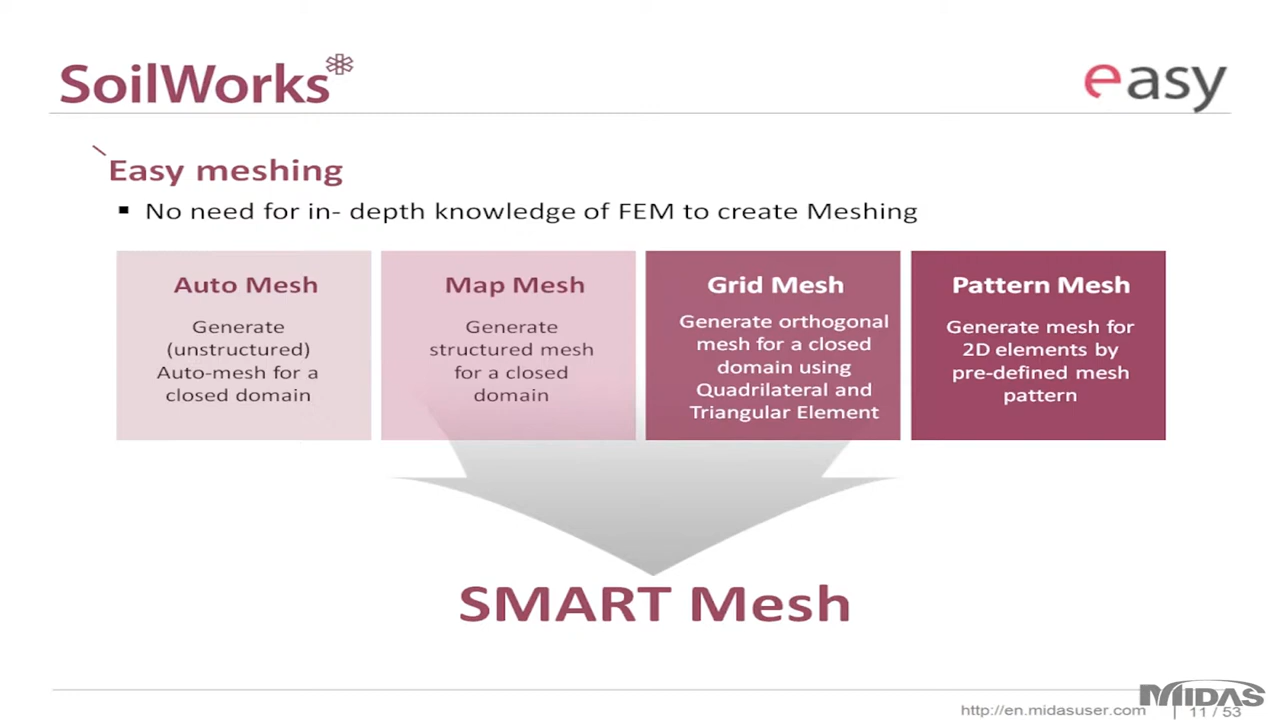 SoilWorks
easy
Easy meshing
▪ No need for in- depth knowledge of FEM to create Meshing
Auto Mesh
Generate
(unstructured)
Auto-mesh for a
closed domain
Map Mesh
Generate
structured mesh
for a closed
domain
Grid Mesh
Generate orthogonal
mesh for a closed
domain using
Quadrilateral and
Triangular Element
Pattern Mesh
Generate mesh for
2D elements by
pre-defined mesh
pattern
SMART Mesh
MIDAS
http://en.midasuser.com
11 / 53